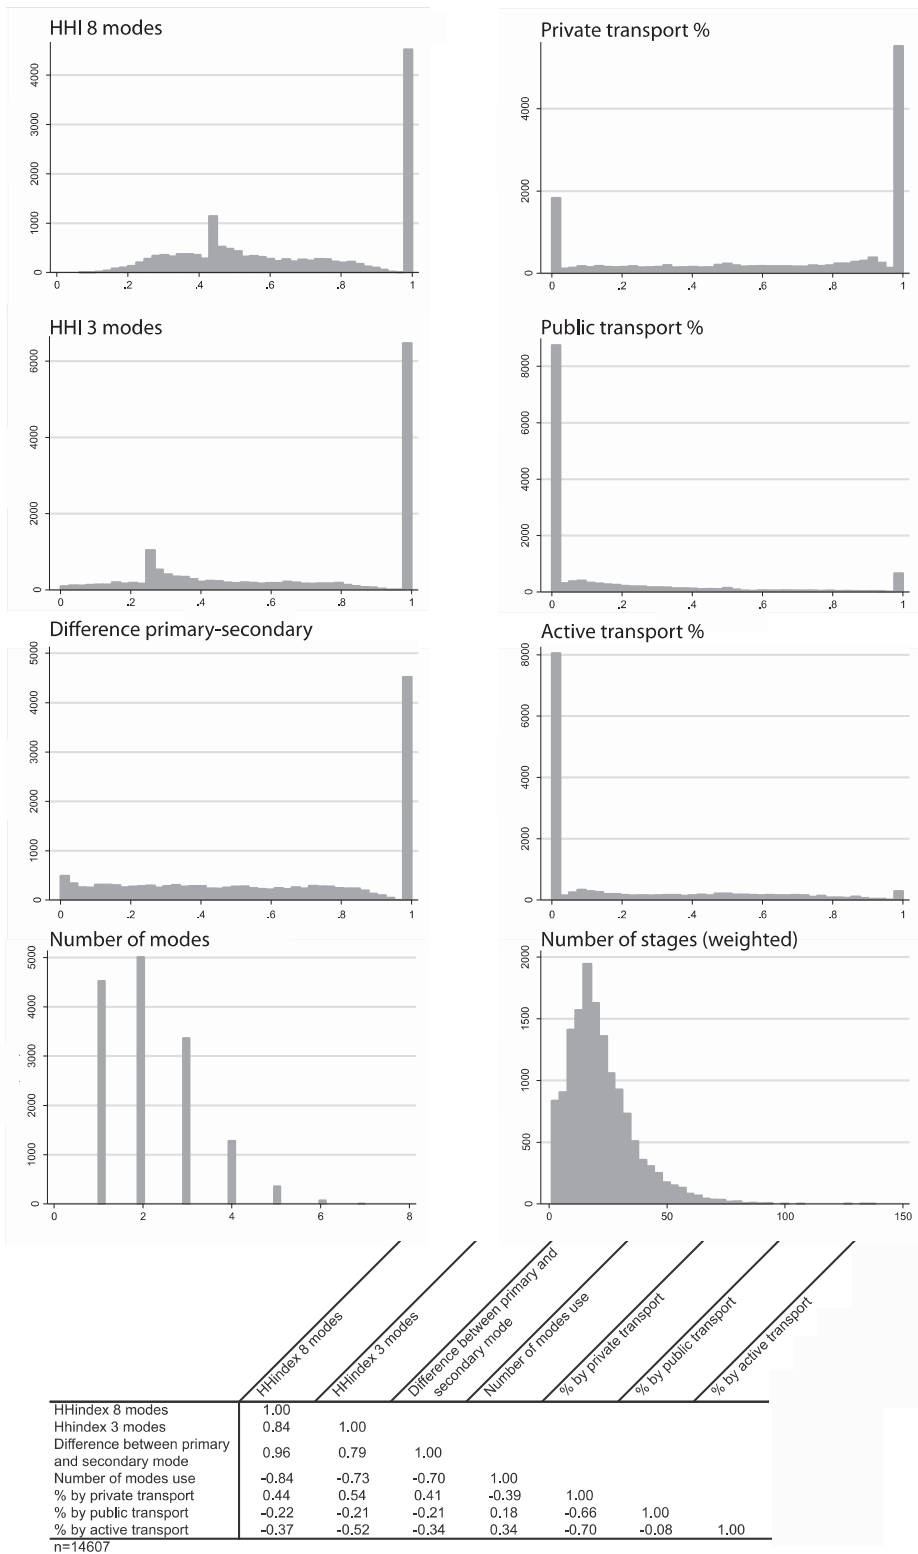 HHI 8 modes
4000
3000
2000
1000
0
0 .2 .4 .6 .8 1
Private transport %
4000
2000
0
0 .2 .4 .6 .8 1
HHI 3 modes
6000
4000
2000
0
0 .2 .4 .6 .8 1
Public transport %
8000
6000
4000
2000
0
0 .2 .4 .6 .8 1
Difference primary-secondary
5000
4000
3000
2000
1000
0
0 .2 .4 .6 .8 1
Active transport %
8000
6000
4000
2000
0
0 .2 .4 .6 .8 1
Number of modes
5000
4000
3000
2000
1000
0
0 2 4 6 8
Number of stages (weighted)
2000
1500
1000
500
0
0 50 100 150
HHindex 8 modes
HHindex 3 modes
Difference between primary and
secondary mode
Number of modes use
% by private transport
% by public transport
% by active transport
HHindex 8 modes 1.00
Hhindex 3 modes 0.84 1.00
Difference between primary
and secondary mode 0.96 0.79 1.00
Number of modes use -0.84 -0.73 -0.70 1.00
% by private transport 0.44 0.54 0.41 -0.39 1.00
% by public transport -0.22 -0.21 -0.21 0.18 -0.66 1.00
% by active transport -0.37 -0.52 -0.34 0.34 -0.70 -0.08 1.00
n=14607